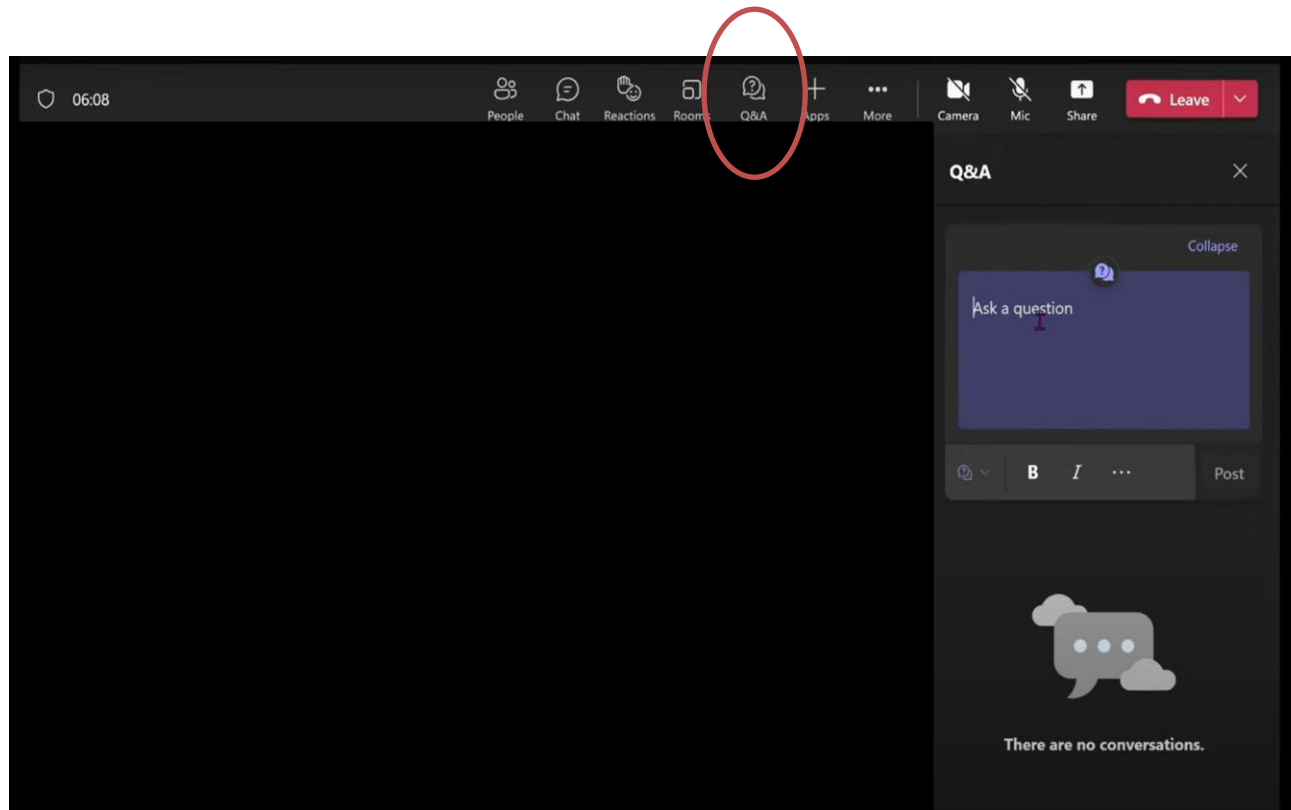 06:08
People Chat Reactions Rooms Q&A Apps More Camera Mic Share Leave
Q&A
Collapse
Ask a question
B I ... Post
There are no conversations.